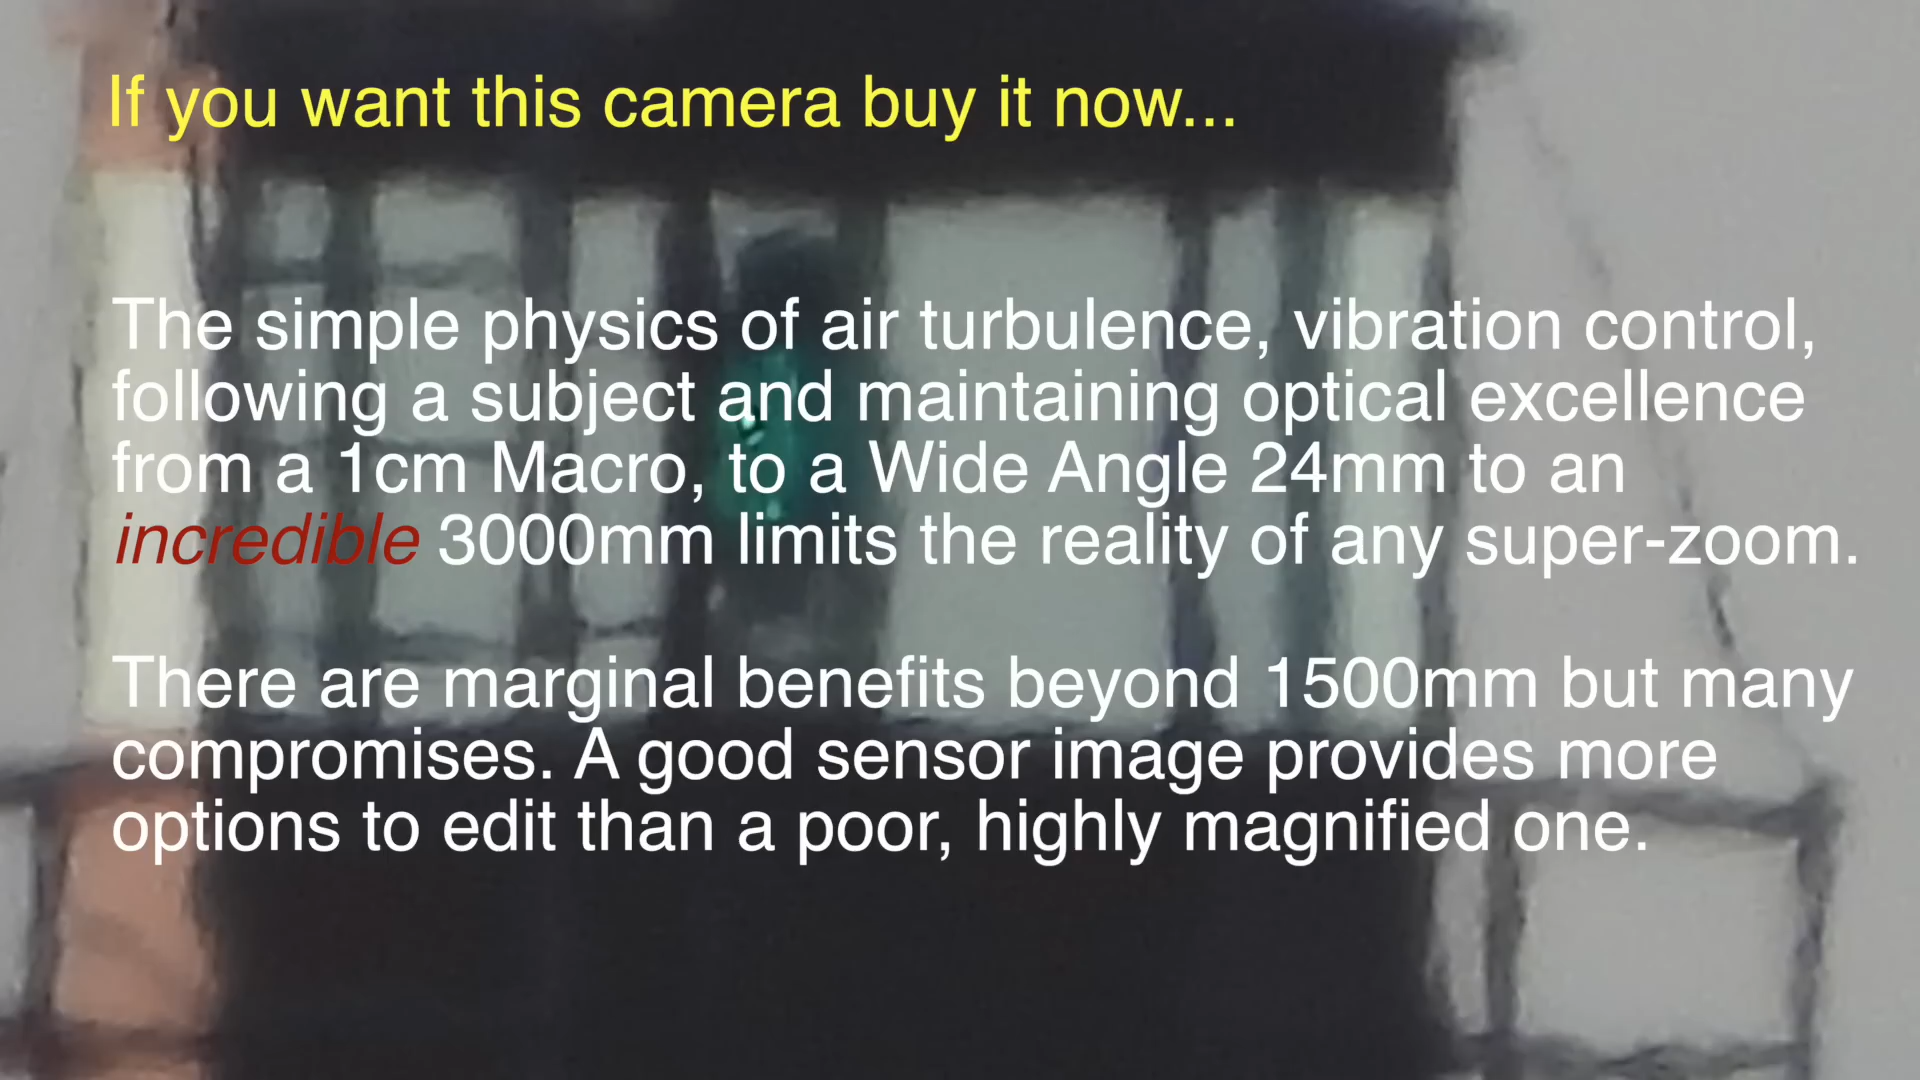 If you want this camera buy it now...
The simple physics of air turbulence, vibration control,
following a subject and maintaining optical excellence
from a 1cm Macro, to a Wide Angle 24mm to an
incredible 3000mm limits the reality of any super-zoom.
There are marginal benefits beyond 1500mm but many
compromises. A good sensor image provides more
options to edit than a poor, highly magnified one.